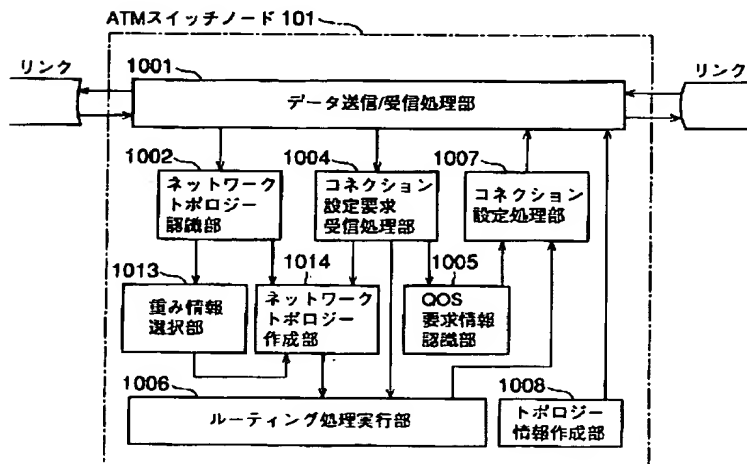 ATMスイッチノード 101
リンク
1001
リンク
データ送信/受信処理部
1002
1004
1007
ネットワーク
トポロジー
認識部
コネクション
設定要求
受信処理部
コネクション
設定処理部
1013
1014
1005
重み情報
選択部
ネットワーク
トポロジー
作成部
QOS
要求情報
認識部
1006
1008
ルーティング処理実行部
トポロジー
情報作成部